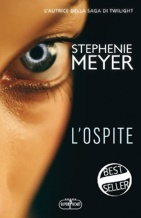 L'AUTRICE DELLA SAGA DI TWILIGHT
STEPHENIE
MEYER
L'OSPITE
BEST
SELLER